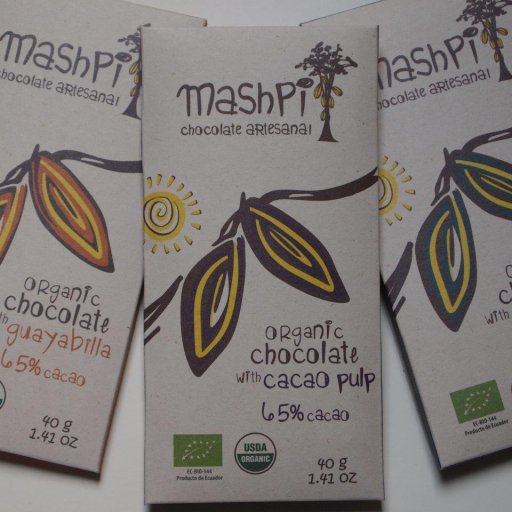 mashpi
chocolate artesanal
organic
chocolate
guayabilla
65% cacao
40 g
1.41 OZ
mashpi
chocolate artesanal
organic
chocolate
with cacao pulp
65% cacao
EC-BIO-144
Producto de Ecuador
USDA
ORGANIC
40 g
1.41 OZ
mashpi
chocolate artesanal
EC-BIO-144
Producto de Ecuador